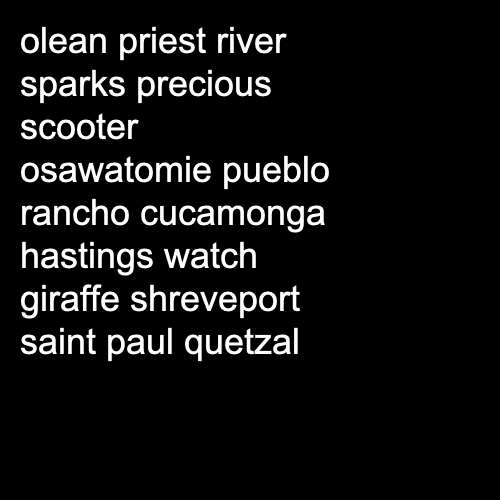 olean priest river
sparks precious
scooter
osawatomie pueblo
rancho cucamonga
hastings watch
giraffe shreveport
saint paul quetzal